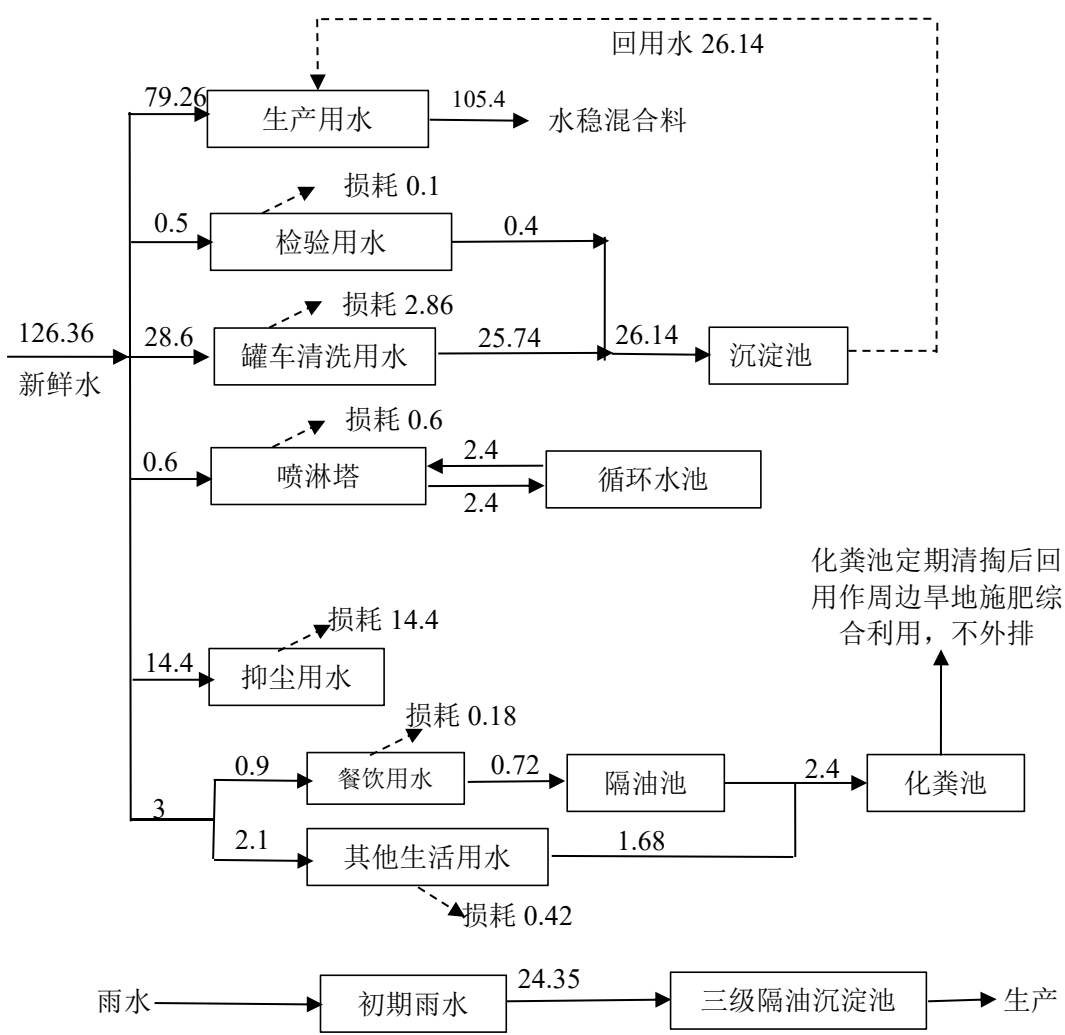 回用水 26.14
79.26
生产用水
105.4
水稳混合料
损耗 0.1
0.5
检验用水
0.4
损耗 2.86
126.36
新鲜水
28.6
罐车清洗用水
25.74
26.14
沉淀池
损耗 0.6
0.6
喷淋塔
2.4
2.4
循环水池
化粪池定期清掏后回
用作周边旱地施肥综
合利用，不外排
损耗 14.4
14.4
抑尘用水
损耗 0.18
0.9
餐饮用水
0.72
隔油池
2.4
化粪池
3
2.1
其他生活用水
1.68
损耗 0.42
雨水
初期雨水
24.35
三级隔油沉淀池
生产